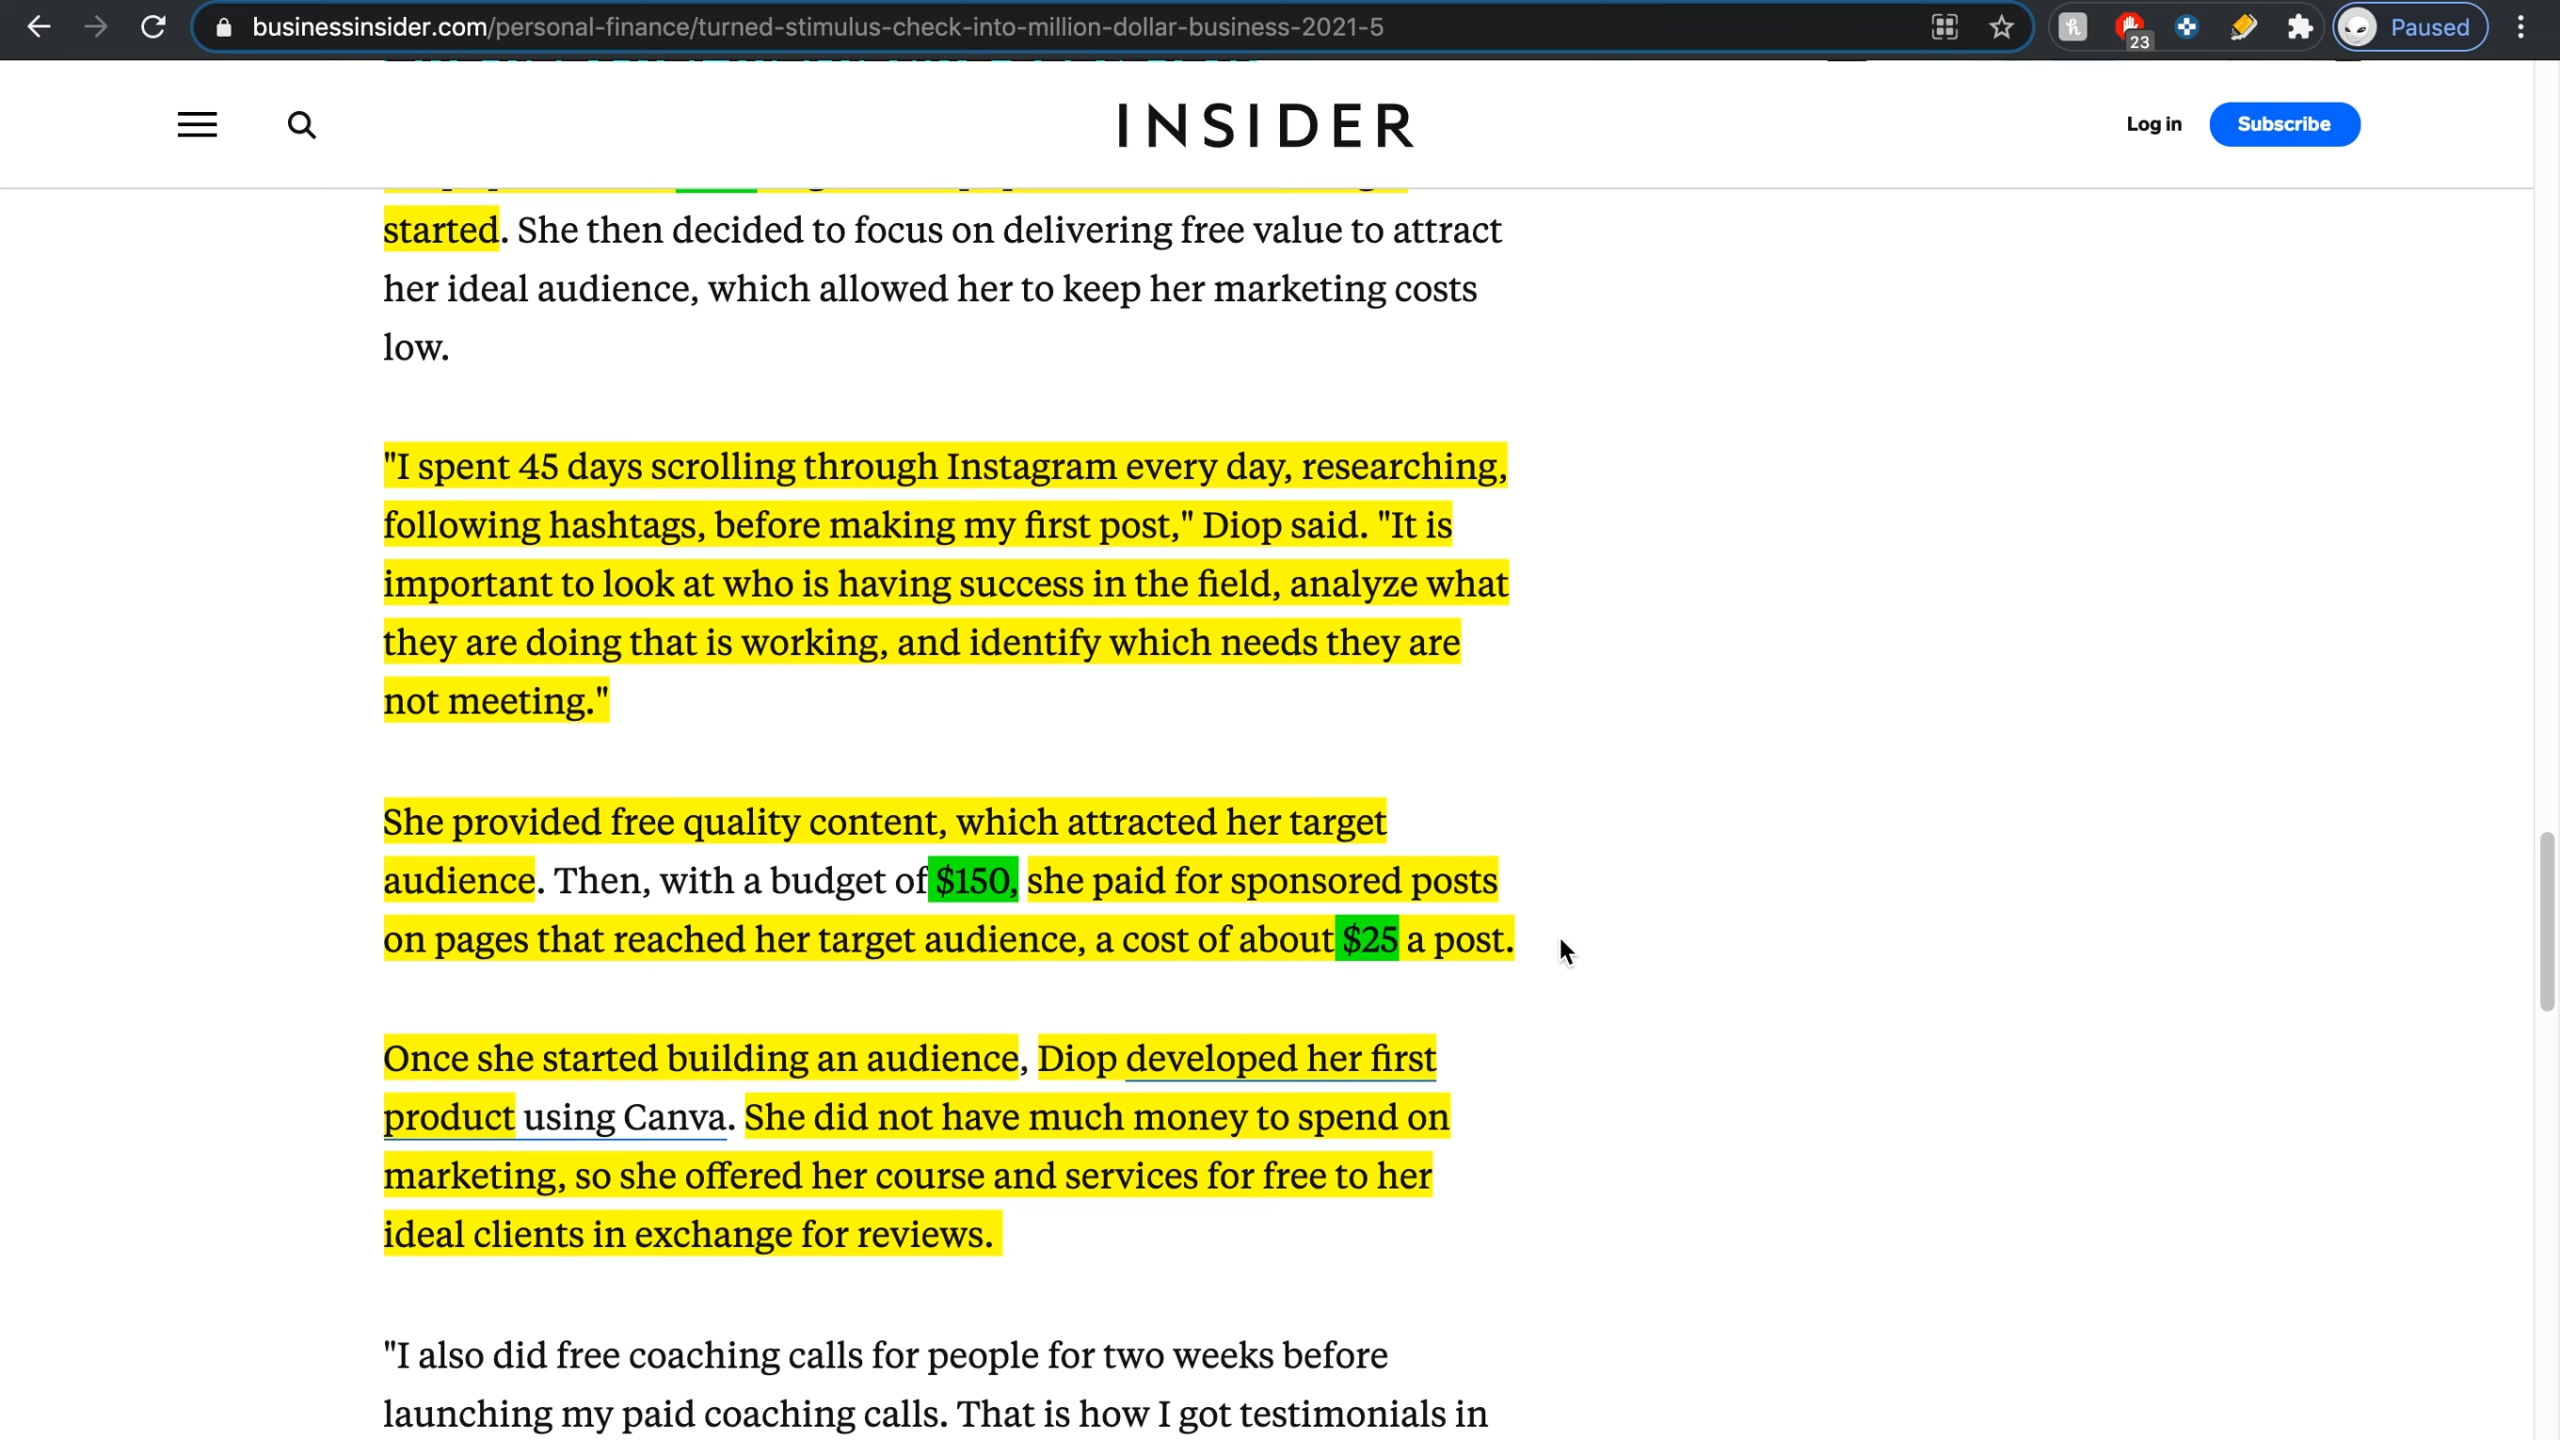 businessinsider.com/personal-finance/turned-stimulus-check-into-million-dollar-business-2021-5
23
Paused
INSIDER
Log in
Subscribe
started. She then decided to focus on delivering free value to attract
her ideal audience, which allowed her to keep her marketing costs
low.
"I spent 45 days scrolling through Instagram every day, researching,
following hashtags, before making my first post," Diop said. "It is
important to look at who is having success in the field, analyze what
they are doing that is working, and identify which needs they are
not meeting."
She provided free quality content, which attracted her target
audience. Then, with a budget of $150, she paid for sponsored posts
on pages that reached her target audience, a cost of about $25 a post.
Once she started building an audience, Diop developed her first
product using Canva. She did not have much money to spend on
marketing, so she offered her course and services for free to her
ideal clients in exchange for reviews.
"I also did free coaching calls for people for two weeks before
launching my paid coaching calls. That is how I got testimonials in